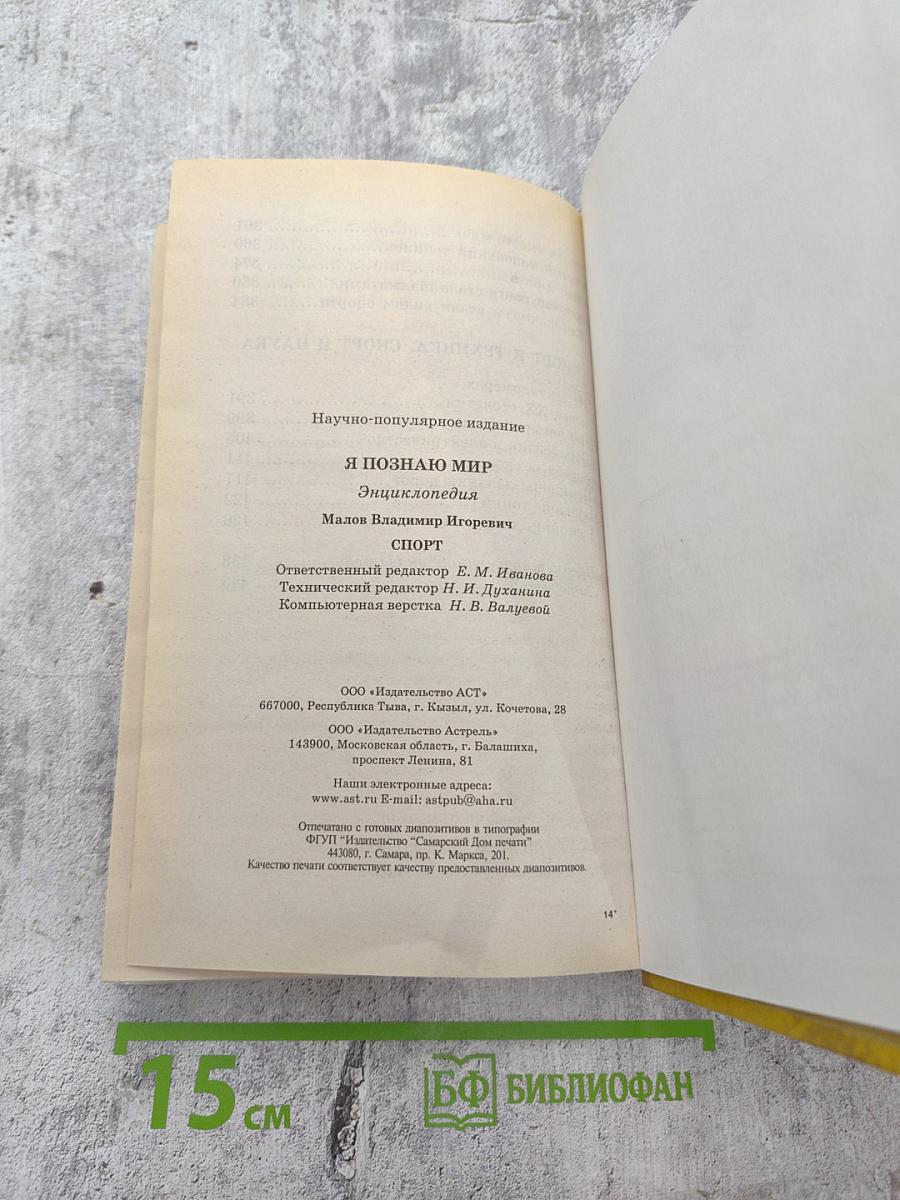 Научно-популярное издание
Я ПОЗНАЮ МИР
Энциклопедия
Малов Владимир Игоревич
СПОРТ
Ответственный редактор Е. М. Иванова
Технический редактор Н. И. Духанина
Компьютерная верстка Н. В. Валуевой
ООО «Издательство АСТ»
667000, Республика Тыва, г. Кызыл, ул. Кочетова, 28
ООО «Издательство Астрель»
143900, Московская область, г. Балашиха,
проспект Ленина, 81
Наши электронные адреса:
www.ast.ru E-mail: astpub@aha.ru
Отпечатано с готовых диапозитивов в типографии
ФГУП "Издательство "Самарский Дом печати"
443080, г. Самара, пр. К. Маркса, 201.
Качество печати соответствует качеству предоставленных диапозитивов.
14*
15 см
БФ БИБЛИОФАН